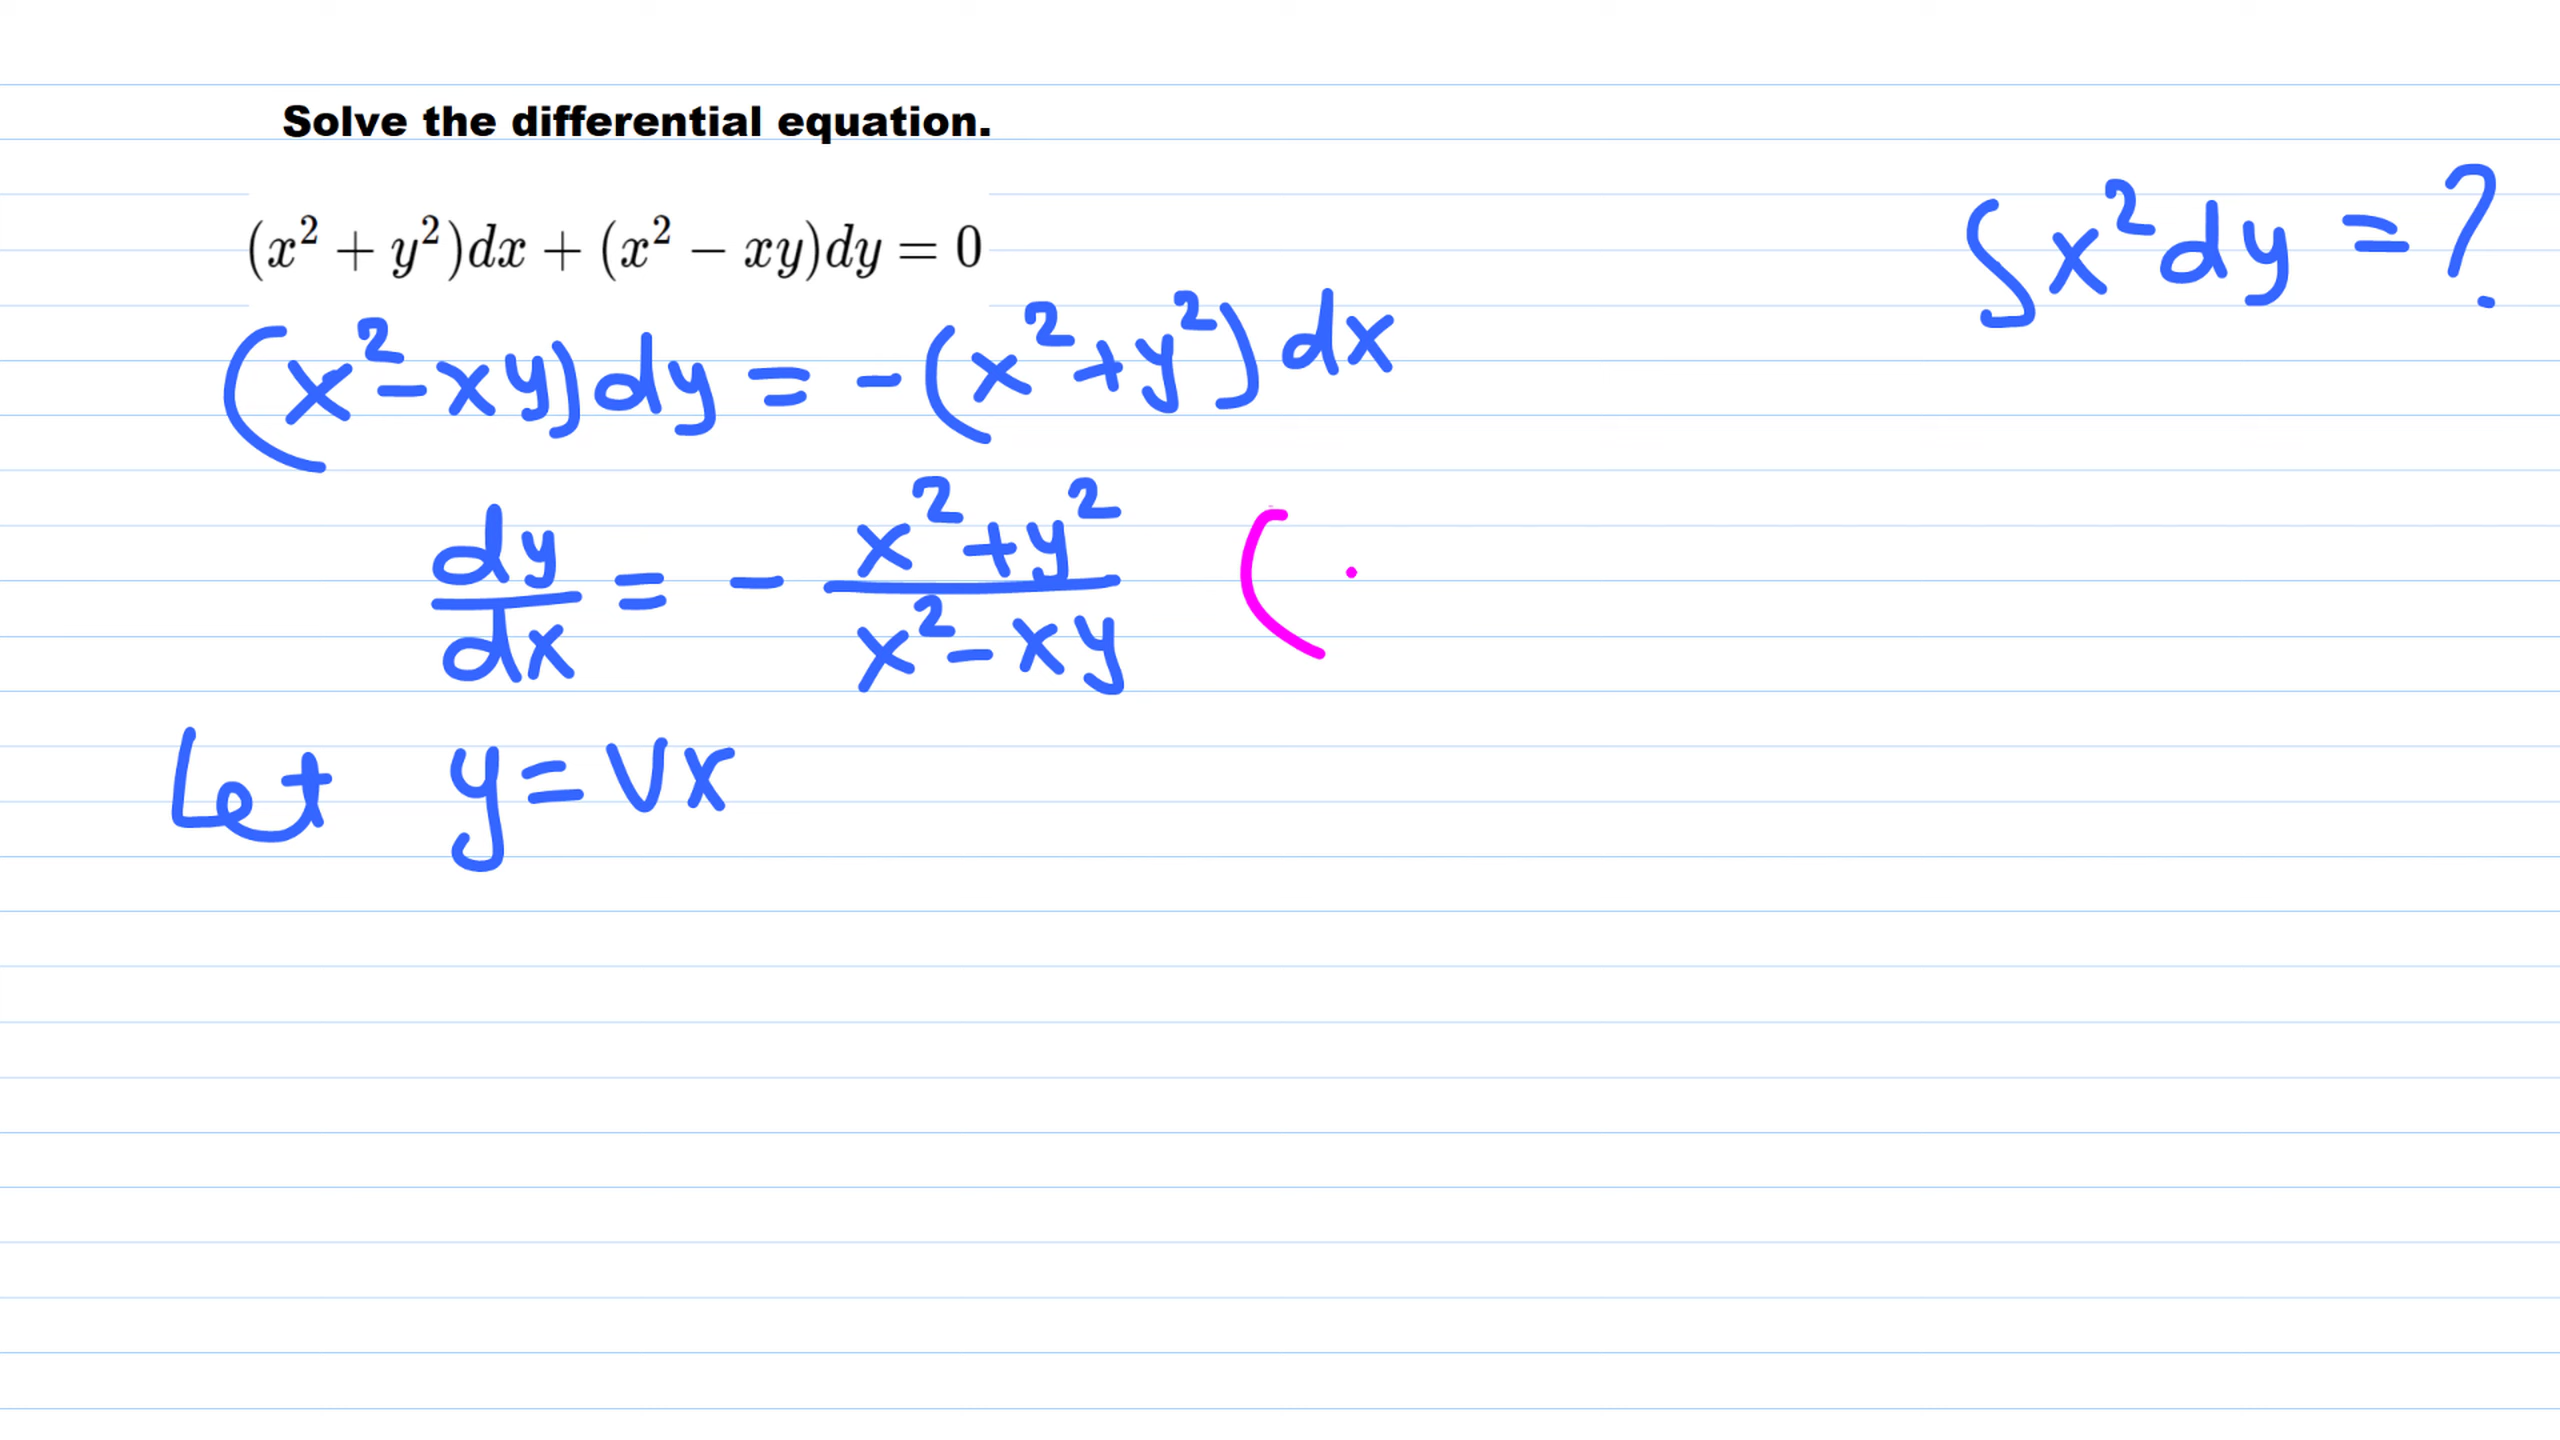 Solve the differential equation.
(x² + y²)dx + (x² − xy)dy = 0
∫x²dy = ?
(x²-xy)dy = -(x²+y²)dx
dy/dx = - (x²+y²)/(x²-xy) (
Let y=vx